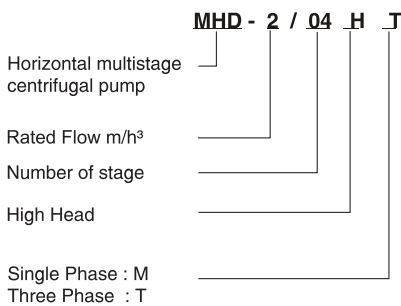 MHD - 2 / 04 H T
Horizontal multistage
centrifugal pump
Rated Flow m/h³
Number of stage
High Head
Single Phase : M
Three Phase : T